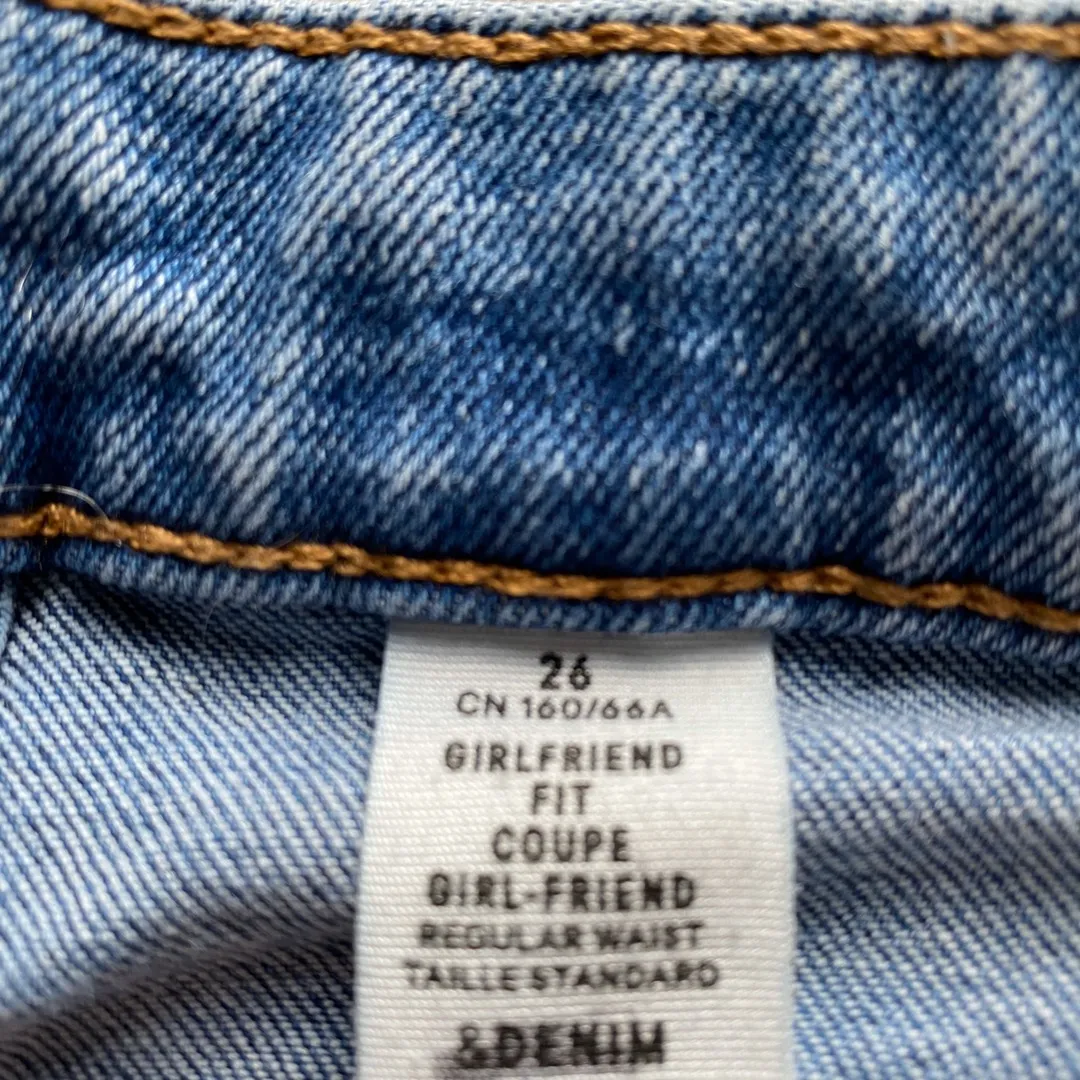 26
CN 160/66A
GIRLFRIEND
FIT
COUPE
GIRL-FRIEND
REGULAR WAIST
TAILLE STANDARD
&DENIM